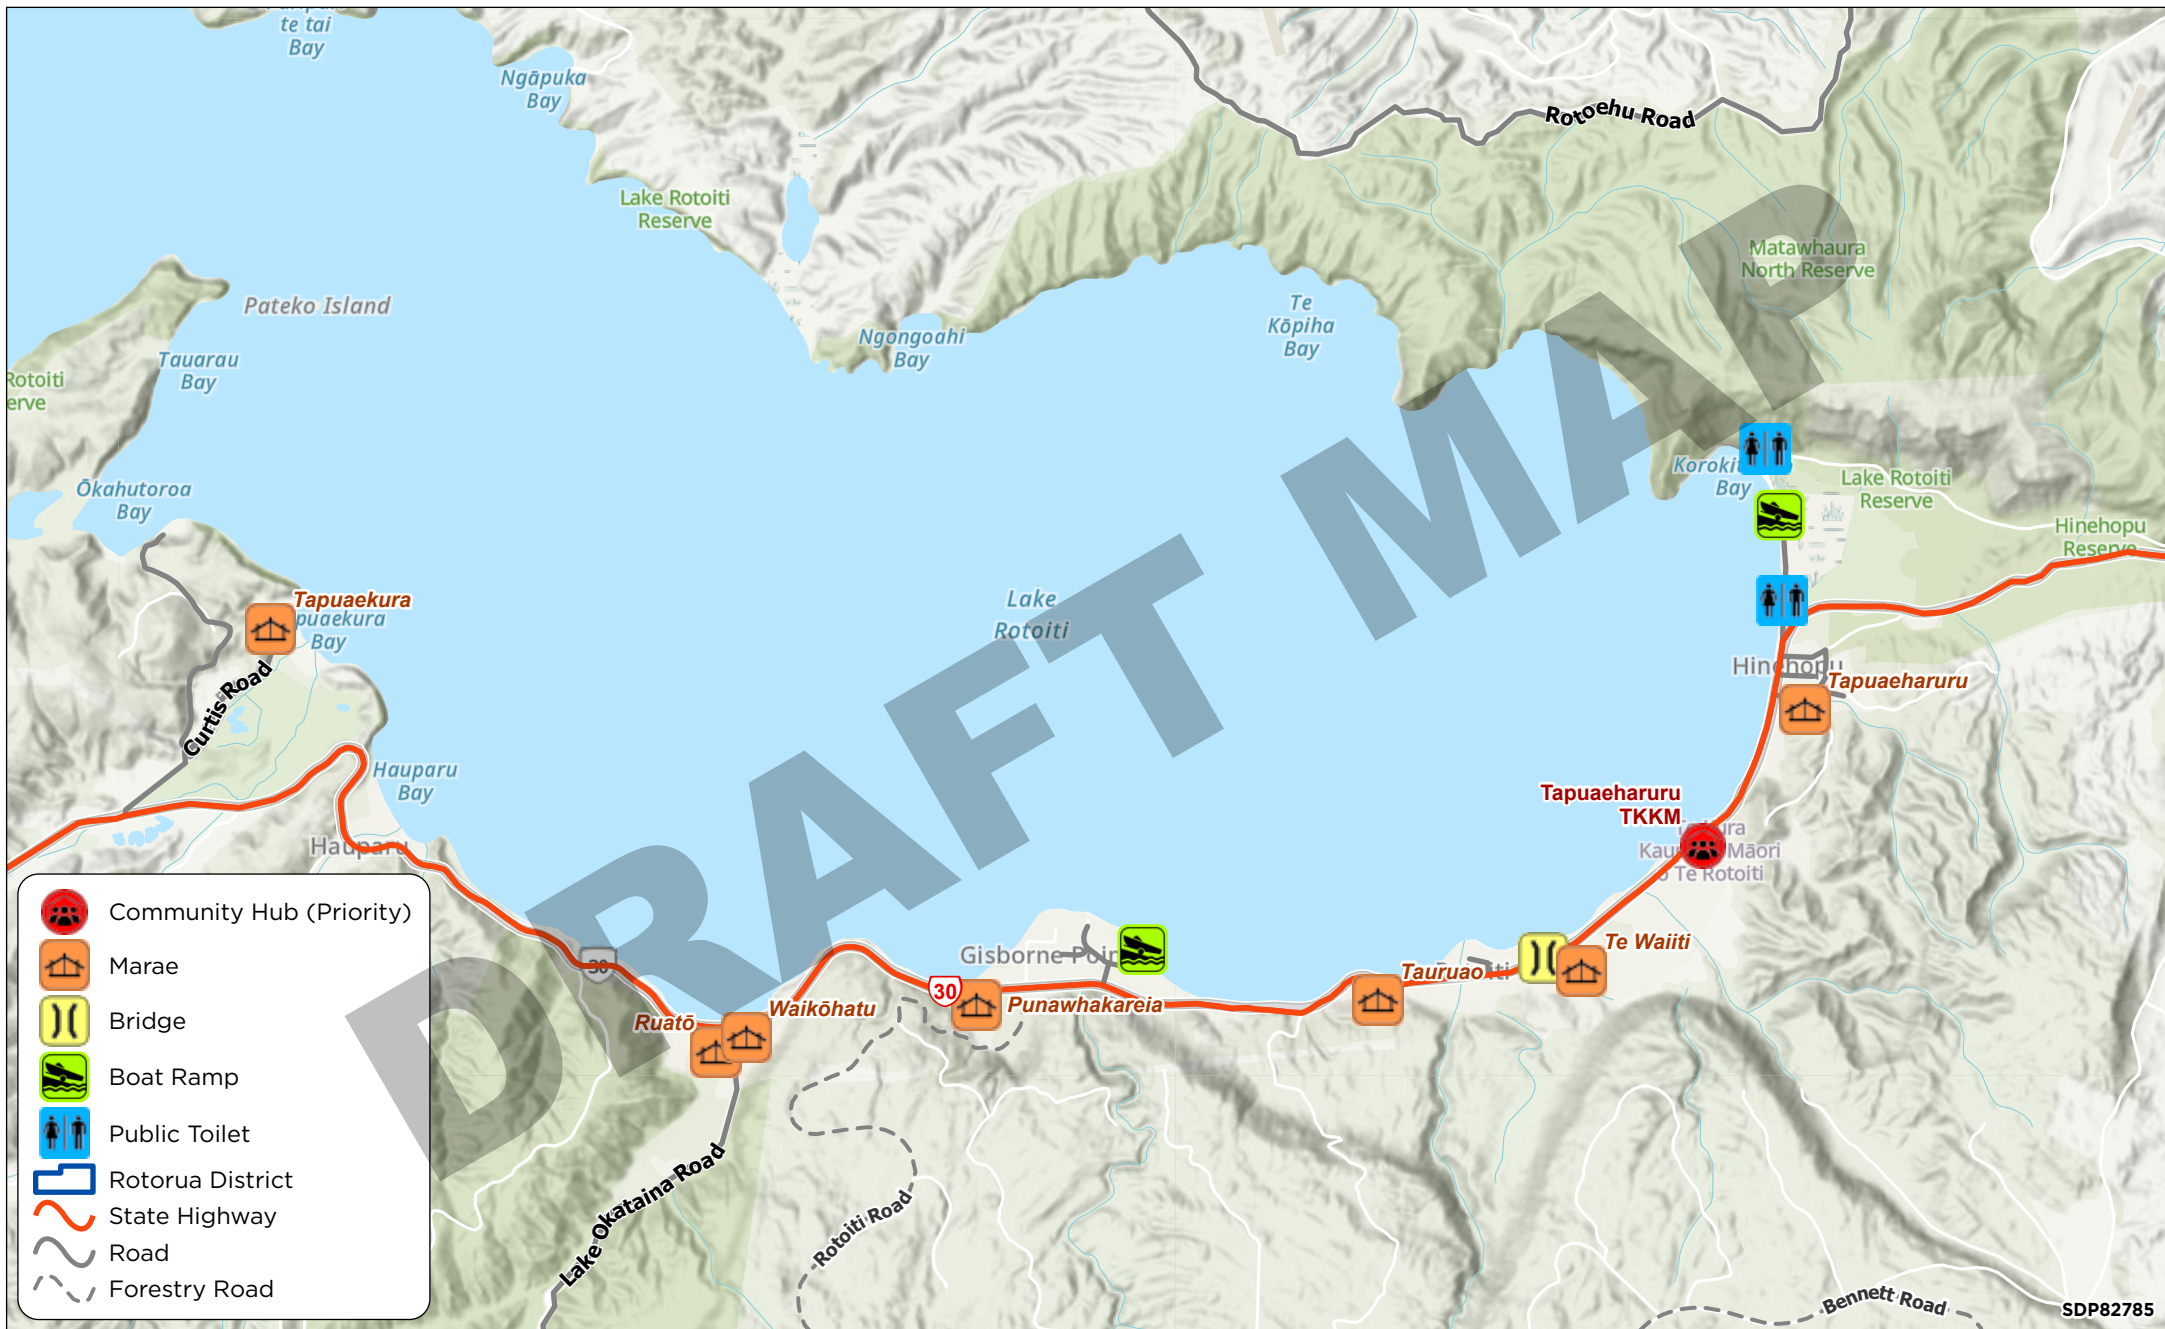 te tai
Bay
Ngāpuka
Bay
Rotoehu Road
Lake Rotoiti
Reserve
Matawhaura
North Reserve
Pateko Island
Te
Kōpiha
Bay
Ngongoahi
Bay
Tauarau
Bay
Rotoiti
erve
Ōkahutoroa
Bay
Bay
Lake Rotoiti
Reserve
Hinehopu
Reserve
Tapuaekura
puaekura
Bay
Lake
Rotoiti
Curtis Road
Hinehopu
Tapuaeharuru
Hauparu
Bay
Tapuaeharuru
TKKM
Hauparu
Māori
Te Rotoiti
DRAFT MAP
Gisborne Poin
Te Waiiti
Tauruao
30
30
Punawhakareia
Waikōhatu
Ruatō
Lake Okataina Road
Rotoiti Road
Bennett Road
SDP82785
Community Hub (Priority)
Marae
Bridge
Boat Ramp
Public Toilet
Rotorua District
State Highway
Road
Forestry Road